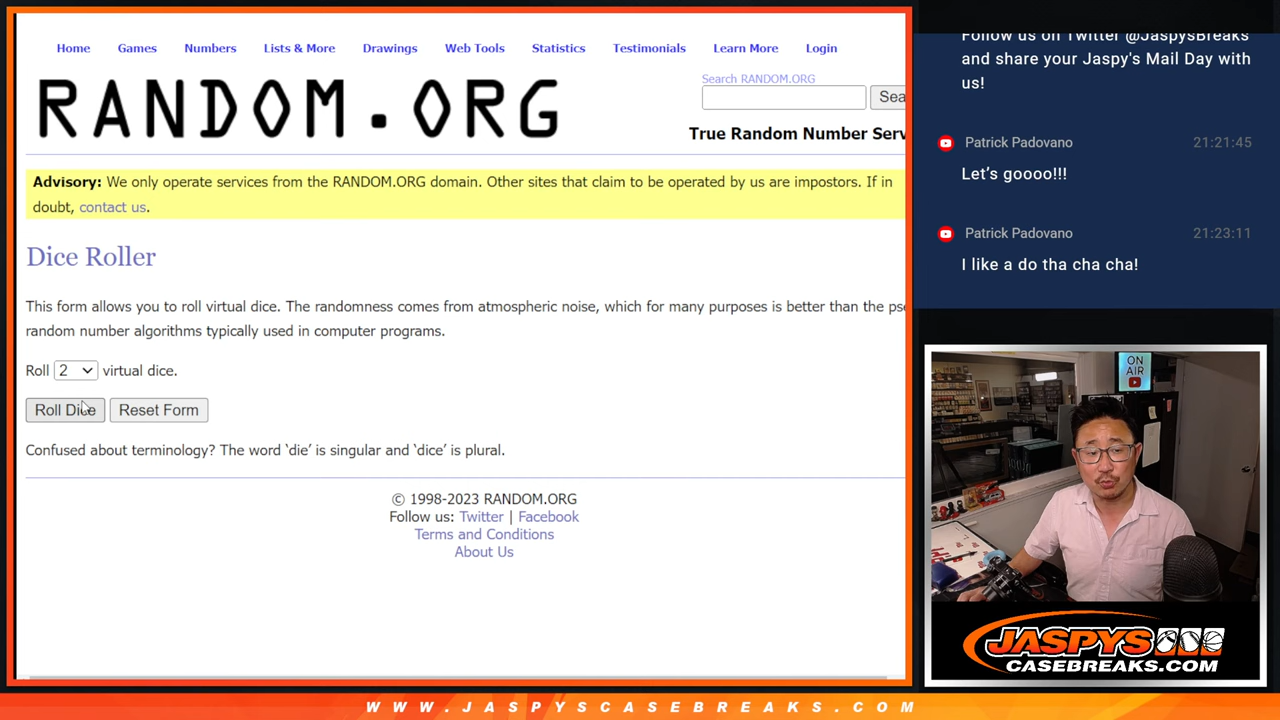 Home Games Numbers Lists & More Drawings Web Tools Statistics Testimonials Learn More Login
RANDOM.ORG
Search RANDOM.ORG
Sea
True Random Number Serv
Advisory: We only operate services from the RANDOM.ORG domain. Other sites that claim to be operated by us are impostors. If in
doubt, contact us.
Dice Roller
This form allows you to roll virtual dice. The randomness comes from atmospheric noise, which for many purposes is better than the pse
random number algorithms typically used in computer programs.
Roll 2 virtual dice.
Roll Dice Reset Form
Confused about terminology? The word ‘die’ is singular and ‘dice’ is plural.
© 1998-2023 RANDOM.ORG
Follow us: Twitter | Facebook
Terms and Conditions
About Us
Follow us on Twitter @JaspysBreaks
and share your Jaspy's Mail Day with
us!
Patrick Padovano 21:21:45
Let’s goooo!!!
Patrick Padovano 21:23:11
I like a do tha cha cha!
ON
AIR
JASPYS
CASEBREAKS.COM
WWW.JASPYSCASEBREAKS.COM